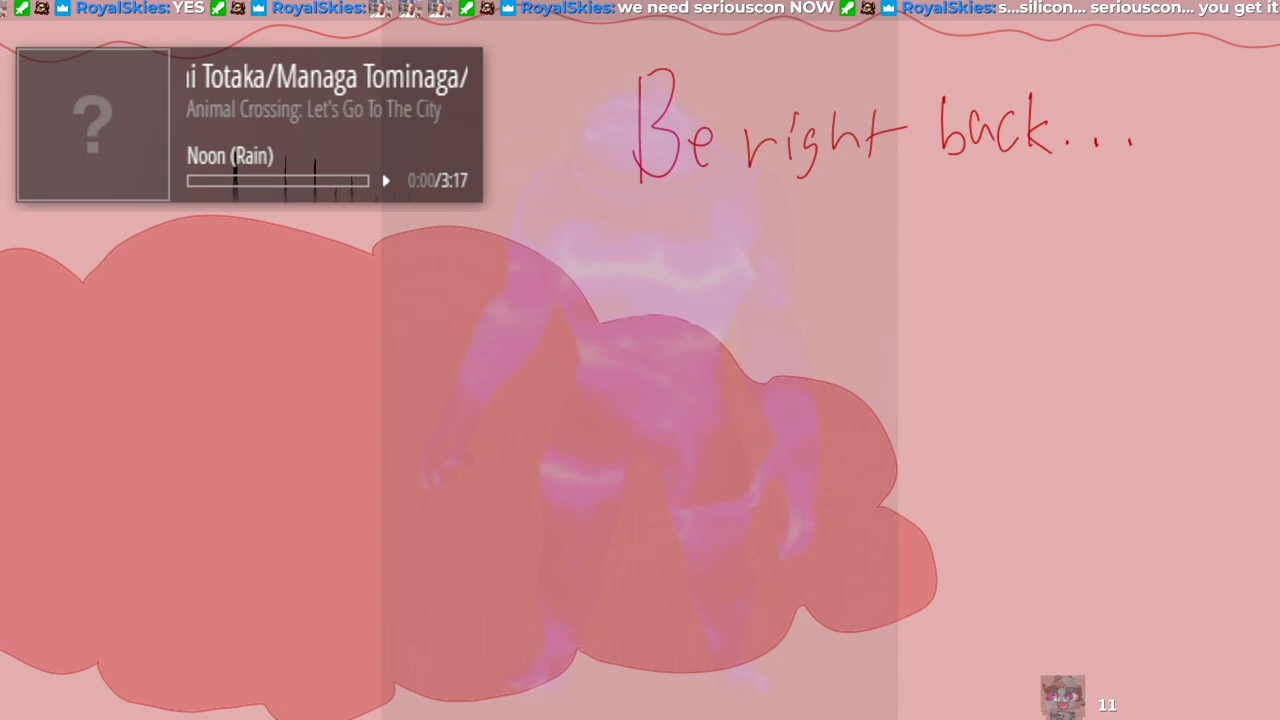 RoyalSkies: YES RoyalSkies: RoyalSkies: we need seriouscon NOW RoyalSkies: s...silicon... seriouscon... you get it
Be right back...
?
i Totaka/Managa Tominaga/
Animal Crossing: Let's Go To The City
Noon (Rain)
0:00/3:17
11